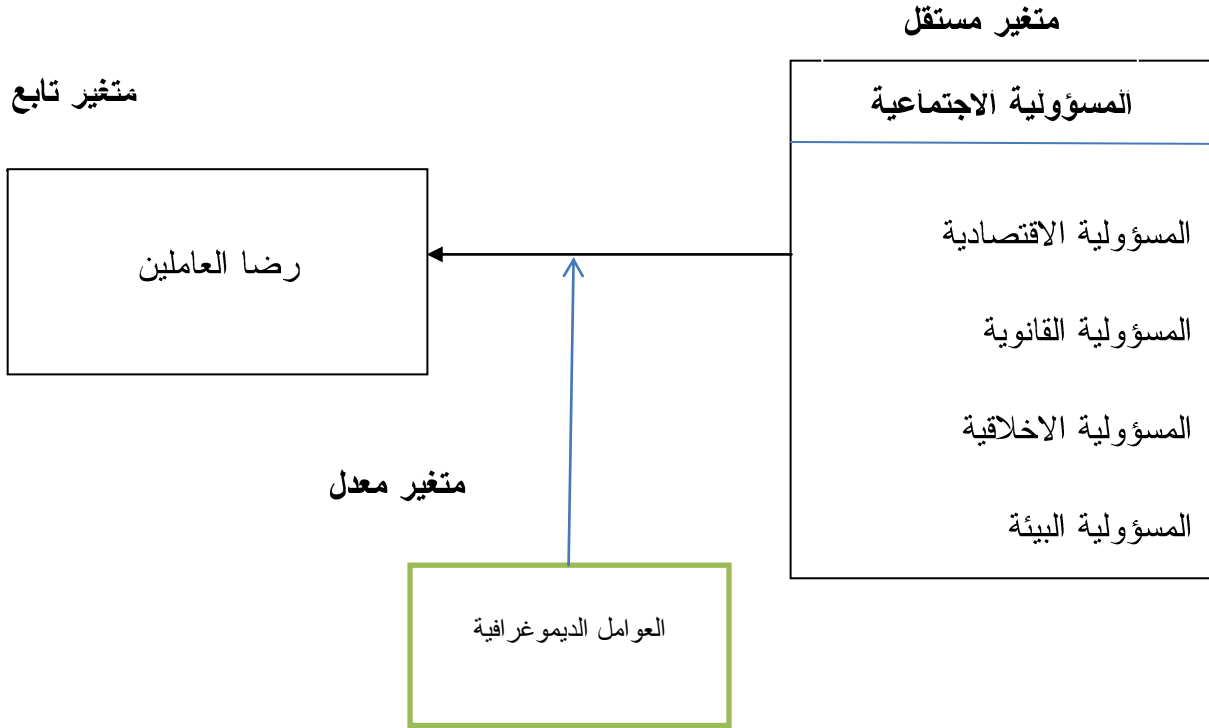 متغير مستقل
المسؤولية الاجتماعية
المسؤولية الاقتصادية
المسؤولية القانوية
المسؤولية الاخلاقية
المسؤولية البيئة
متغير تابع
رضا العاملين
متغير معدل
العوامل الديموغرافية